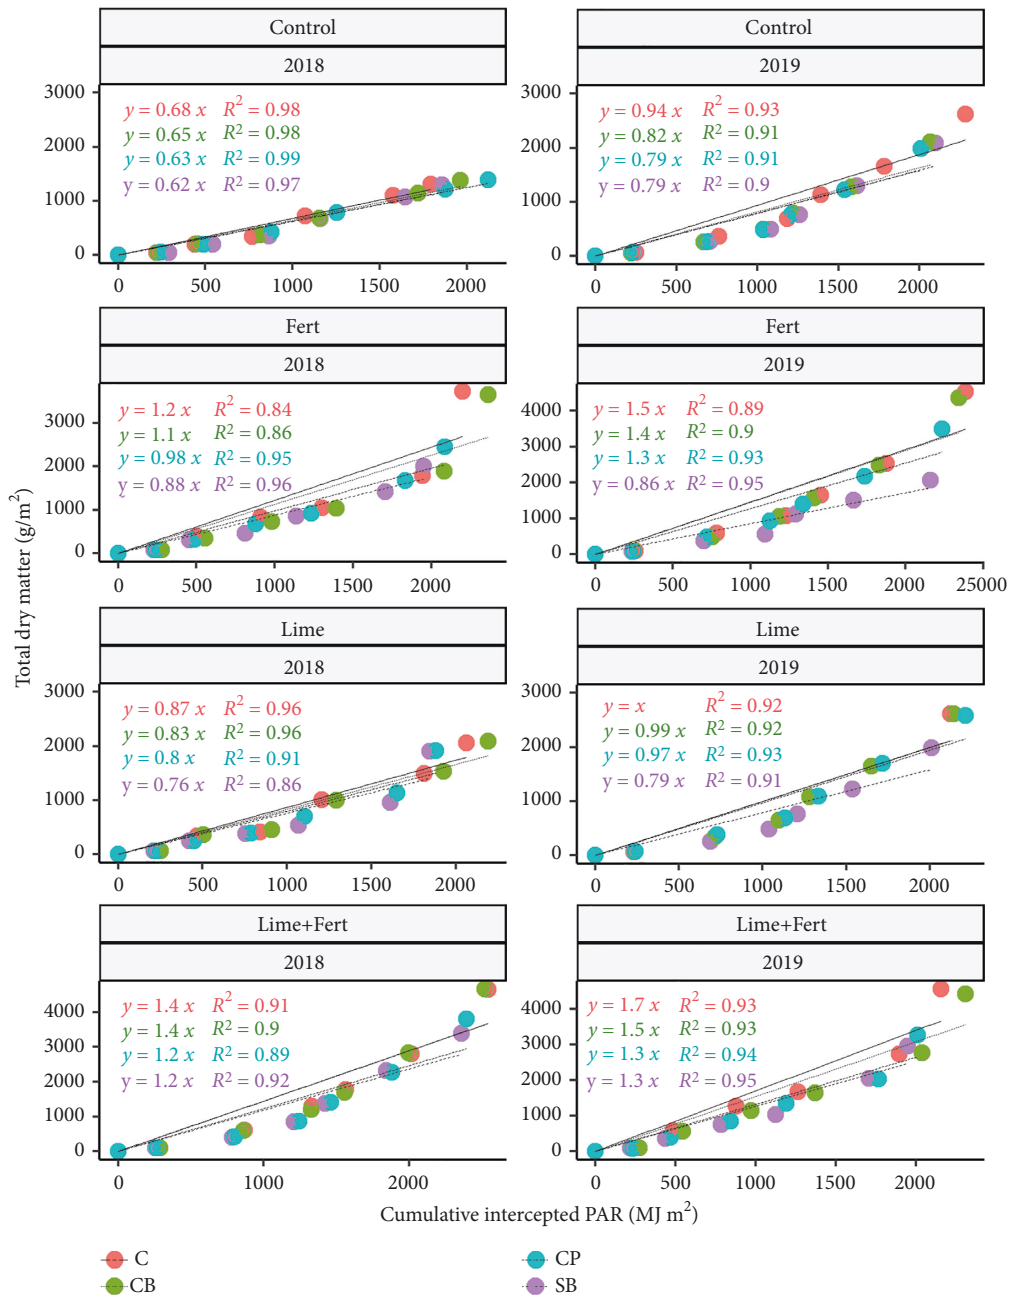 Control
2018
3000
2000
1000
0
y = 0.68 x R² = 0.98
y = 0.65 x R² = 0.98
y = 0.63 x R² = 0.99
y = 0.62 x R² = 0.97
0 500 1000 1500 2000
Control
2019
3000
2000
1000
0
y = 0.94 x R² = 0.93
y = 0.82 x R² = 0.91
y = 0.79 x R² = 0.91
y = 0.79 x R² = 0.9
0 500 1000 1500 2000
Fert
2018
3000
2000
1000
0
y = 1.2 x R² = 0.84
y = 1.1 x R² = 0.86
y = 0.98 x R² = 0.95
y = 0.88 x R² = 0.96
0 500 1000 1500 2000
Fert
2019
4000
3000
2000
1000
0
y = 1.5 x R² = 0.89
y = 1.4 x R² = 0.9
y = 1.3 x R² = 0.93
y = 0.86 x R² = 0.95
0 500 1000 1500 2000 25000
Lime
2018
3000
2000
1000
0
y = 0.87 x R² = 0.96
y = 0.83 x R² = 0.96
y = 0.8 x R² = 0.91
y = 0.76 x R² = 0.86
0 500 1000 1500 2000
Lime
2019
3000
2000
1000
0
y = x R² = 0.92
y = 0.99 x R² = 0.92
y = 0.97 x R² = 0.93
y = 0.79 x R² = 0.91
0 500 1000 1500 2000
Lime+Fert
2018
4000
3000
2000
1000
0
y = 1.4 x R² = 0.91
y = 1.4 x R² = 0.9
y = 1.2 x R² = 0.89
y = 1.2 x R² = 0.92
0 1000 2000
Lime+Fert
2019
4000
3000
2000
1000
0
y = 1.7 x R² = 0.93
y = 1.5 x R² = 0.93
y = 1.3 x R² = 0.94
y = 1.3 x R² = 0.95
0 500 1000 1500 2000
Total dry matter (g/m²)
Cumulative intercepted PAR (MJ m²)
C
CB
CP
SB